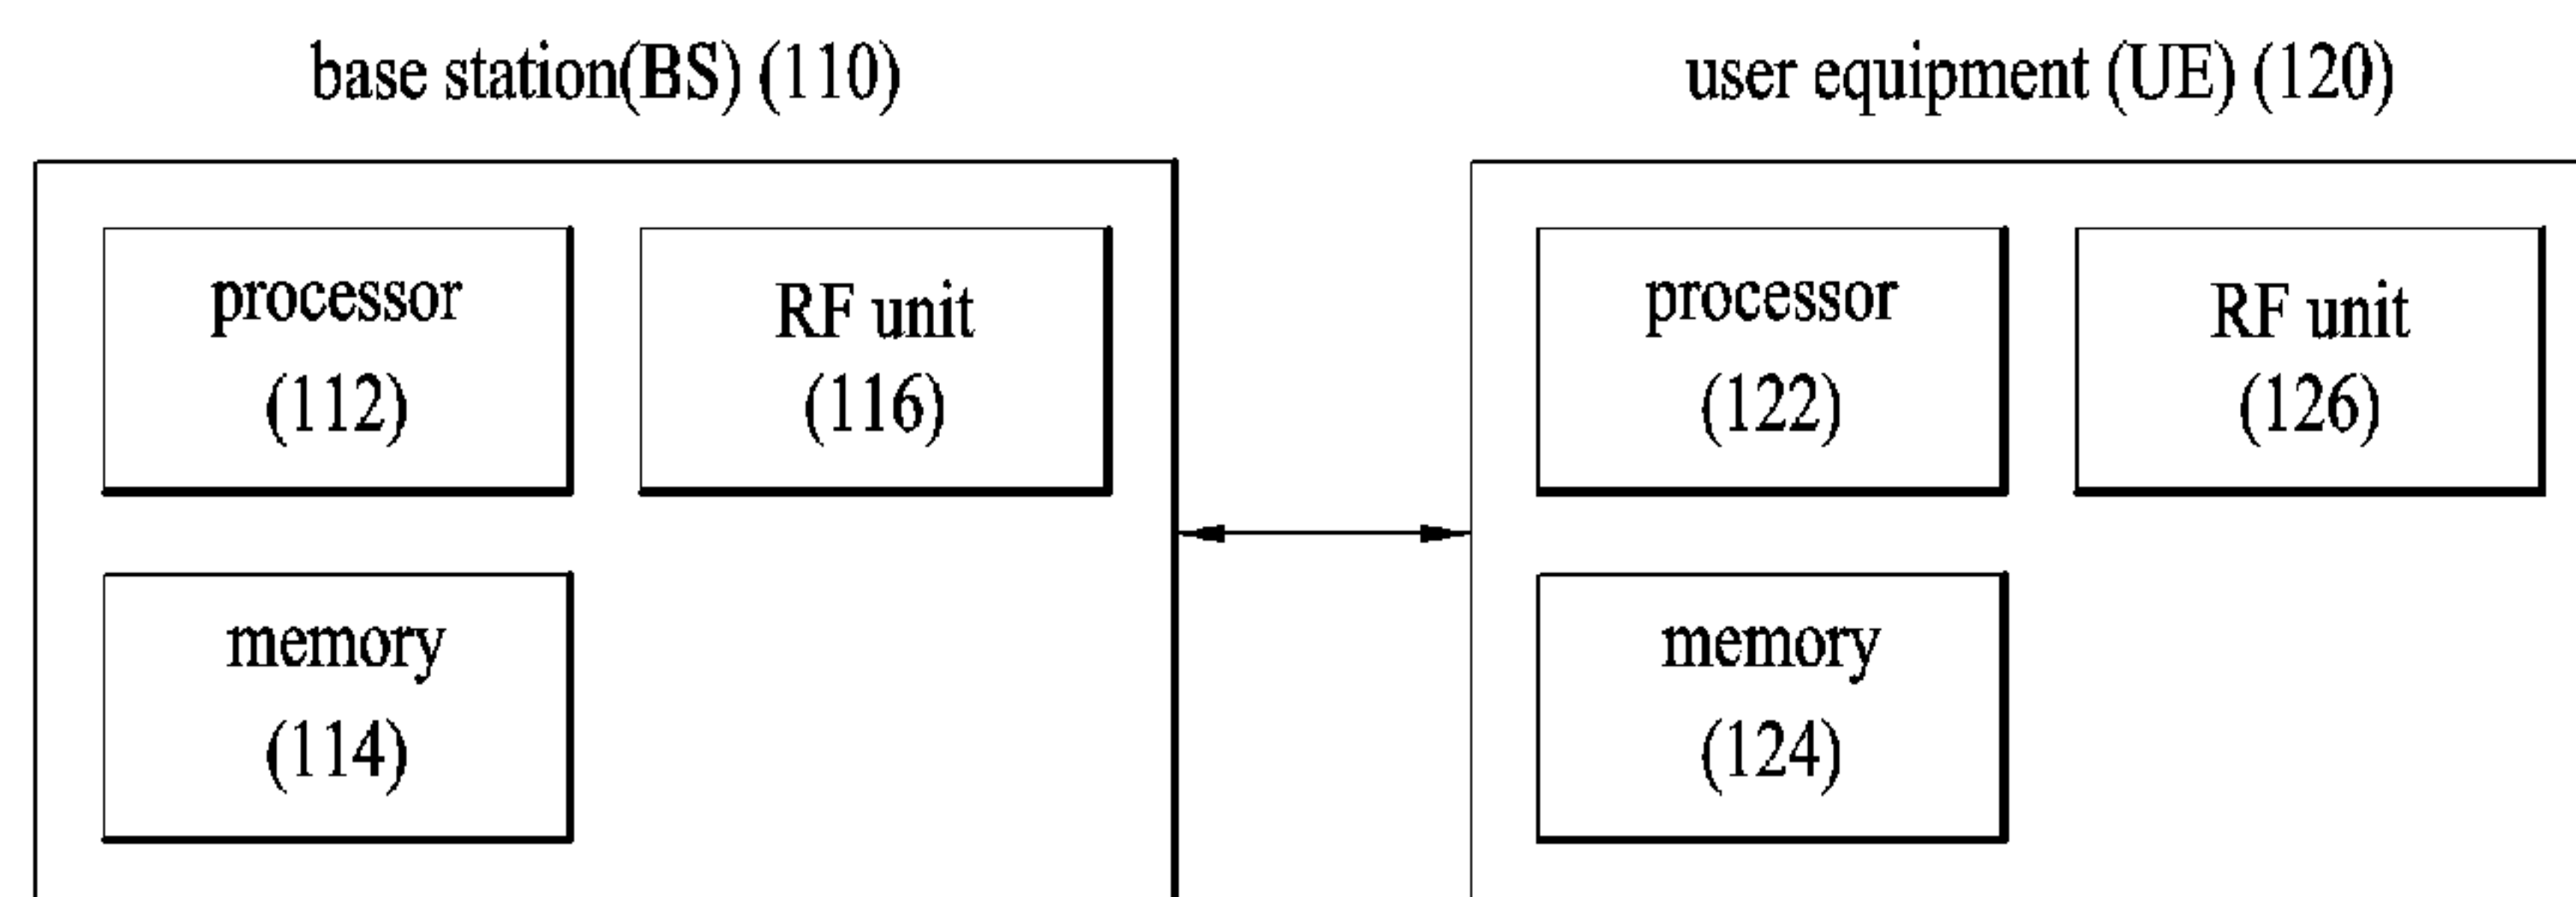 base station(BS) (110)
user equipment (UE) (120)
processor
(112)
RF unit
(116)
memory
(114)
processor
(122)
RF unit
(126)
memory
(124)